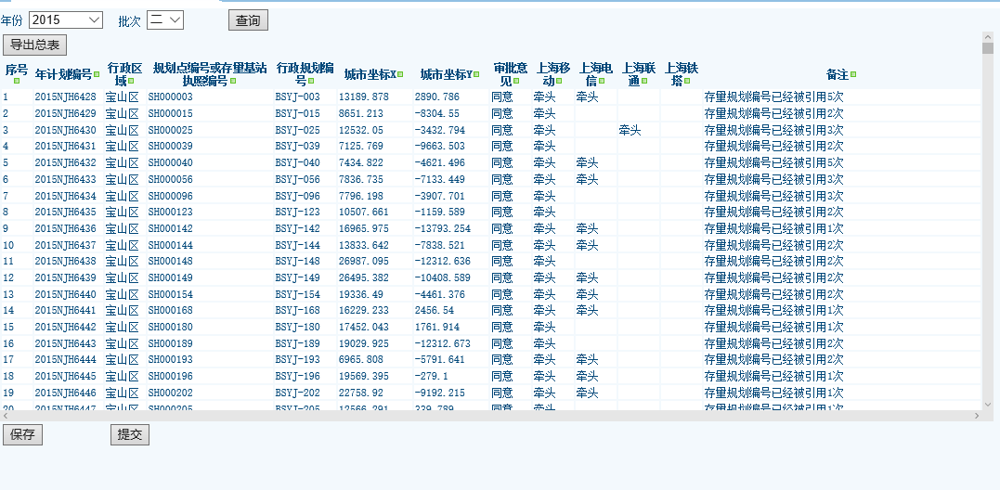 年份 2015 批次 二 查询
导出总表
序号 年计划编号 行政区域 规划点编号或存量基站执照编号 行政规划编号 城市坐标X 城市坐标Y 审批意见 上海移动 上海电信 上海联通 上海铁塔 备注
1 2015NJH6428 宝山区 SH000003 BSYJ-003 13189.878 2890.786 同意 牵头 牵头 存量规划编号已经被引用5次
2 2015NJH6429 宝山区 SH000015 BSYJ-015 8651.213 -8304.55 同意 牵头 存量规划编号已经被引用2次
3 2015NJH6430 宝山区 SH000025 BSYJ-025 12532.05 -3432.794 同意 牵头 牵头 存量规划编号已经被引用3次
4 2015NJH6431 宝山区 SH000039 BSYJ-039 7125.769 -9663.503 同意 牵头 存量规划编号已经被引用2次
5 2015NJH6432 宝山区 SH000040 BSYJ-040 7434.822 -4621.496 同意 牵头 牵头 存量规划编号已经被引用5次
6 2015NJH6433 宝山区 SH000056 BSYJ-056 7836.735 -7133.449 同意 牵头 牵头 存量规划编号已经被引用3次
7 2015NJH6434 宝山区 SH000096 BSYJ-096 7796.198 -3907.701 同意 牵头 存量规划编号已经被引用3次
8 2015NJH6435 宝山区 SH000123 BSYJ-123 10507.661 -1159.589 同意 牵头 存量规划编号已经被引用2次
9 2015NJH6436 宝山区 SH000142 BSYJ-142 16965.975 -13793.254 同意 牵头 牵头 存量规划编号已经被引用1次
10 2015NJH6437 宝山区 SH000144 BSYJ-144 13833.642 -7838.521 同意 牵头 牵头 存量规划编号已经被引用2次
11 2015NJH6438 宝山区 SH000148 BSYJ-148 26987.095 -12312.636 同意 牵头 存量规划编号已经被引用2次
12 2015NJH6439 宝山区 SH000149 BSYJ-149 26495.382 -10408.589 同意 牵头 牵头 存量规划编号已经被引用2次
13 2015NJH6440 宝山区 SH000154 BSYJ-154 19336.49 -4461.376 同意 牵头 牵头 存量规划编号已经被引用2次
14 2015NJH6441 宝山区 SH000168 BSYJ-168 16229.233 2456.54 同意 牵头 牵头 存量规划编号已经被引用1次
15 2015NJH6442 宝山区 SH000180 BSYJ-180 17452.043 1761.914 同意 牵头 存量规划编号已经被引用1次
16 2015NJH6443 宝山区 SH000189 BSYJ-189 19029.925 -12312.673 同意 牵头 存量规划编号已经被引用2次
17 2015NJH6444 宝山区 SH000193 BSYJ-193 6965.808 -5791.641 同意 牵头 牵头 存量规划编号已经被引用2次
18 2015NJH6445 宝山区 SH000196 BSYJ-196 19569.395 -279.1 同意 牵头 牵头 存量规划编号已经被引用1次
19 2015NJH6446 宝山区 SH000202 BSYJ-202 22758.92 -9192.215 同意 牵头 牵头 存量规划编号已经被引用1次
20 2015NJH6447 宝山区 SH000205 BSYJ-205 12566.291 339.789 同意 牵头 存量规划编号已经被引用1次
保存 提交